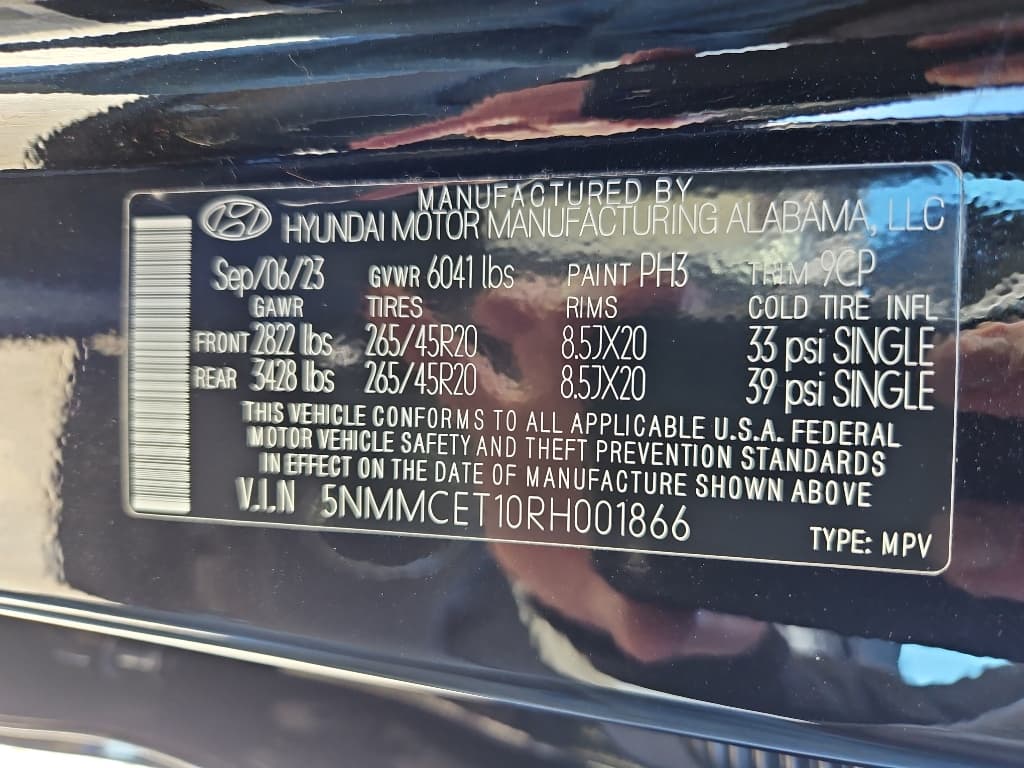 MANUFACTURED BY
HYUNDAI MOTOR MANUFACTURING ALABAMA, LLC
Sep/06/23 GVWR 6041 lbs PAINT PH3 TRIM 9CP
GAWR TIRES RIMS COLD TIRE INFL
FRONT 2822 lbs 265/45R20 8.5JX20 33 psi SINGLE
REAR 3428 lbs 265/45R20 8.5JX20 39 psi SINGLE
THIS VEHICLE CONFORMS TO ALL APPLICABLE U.S.A. FEDERAL
MOTOR VEHICLE SAFETY AND THEFT PREVENTION STANDARDS
IN EFFECT ON THE DATE OF MANUFACTURE SHOWN ABOVE
V.I.N 5NMMCET10RH001866
TYPE: MPV